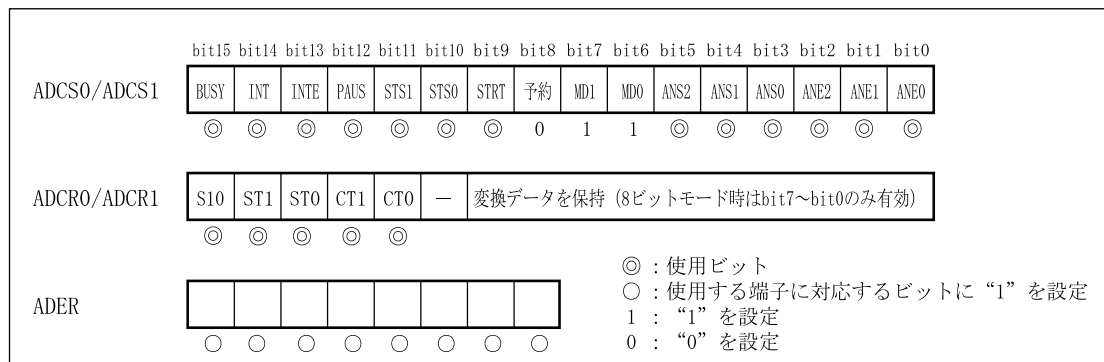 bit15 bit14 bit13 bit12 bit11 bit10 bit9 bit8 bit7 bit6 bit5 bit4 bit3 bit2 bit1 bit0
ADCS0/ADCS1 BUSY INT INTE PAUS STS1 STS0 STRT 予約 MD1 MD0 ANS2 ANS1 ANS0 ANE2 ANE1 ANE0
◎ ◎ ◎ ◎ ◎ ◎ ◎ 0 1 1 ◎ ◎ ◎ ◎ ◎ ◎
ADCR0/ADCR1 S10 ST1 ST0 CT1 CT0 － 変換データを保持（8ビットモード時はbit7～bit0のみ有効）
◎ ◎ ◎ ◎ ◎
ADER
○ ○ ○ ○ ○ ○ ○ ○
◎：使用ビット
○：使用する端子に対応するビットに“1”を設定
1：“1”を設定
0：“0”を設定